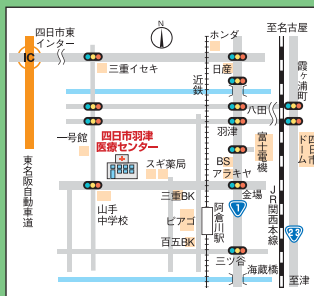 四日市東
インター
IC
N
ホンダ
至名古屋
三重イセキ
近鉄
日産
霞ヶ浦町
八田
一号館
四日市羽津
医療センター
羽津
富士電機
四日市
ドーム
スギ薬局
BS
アラキヤ
東名阪自動車道
山手
中学校
三重BK
金場
ピアゴ
阿倉川駅
1
JR関西本線
23
百五BK
三ツ谷
海蔵橋
至津